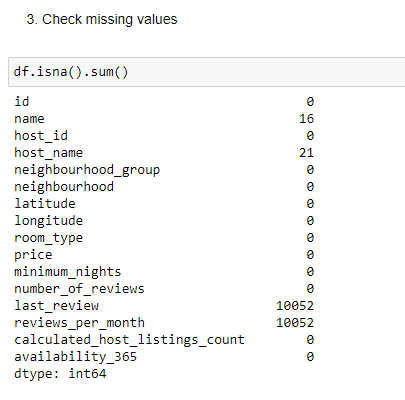 3. Check missing values
df.isna().sum()
id 0
name 16
host_id 0
host_name 21
neighbourhood_group 0
neighbourhood 0
latitude 0
longitude 0
room_type 0
price 0
minimum_nights 0
number_of_reviews 0
last_review 10052
reviews_per_month 10052
calculated_host_listings_count 0
availability_365 0
dtype: int64